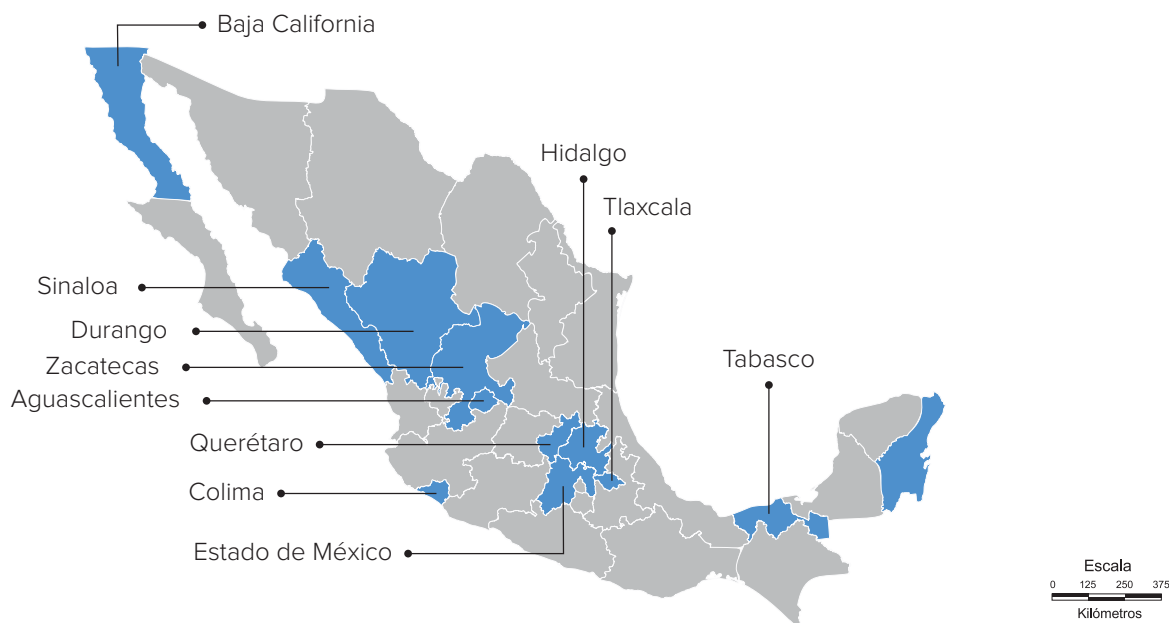 Baja California
Hidalgo
Tlaxcala
Sinaloa
Durango
Zacatecas
Aguascalientes
Querétaro
Colima
Estado de México
Tabasco
Escala
0 125 250 375
Kilómetros